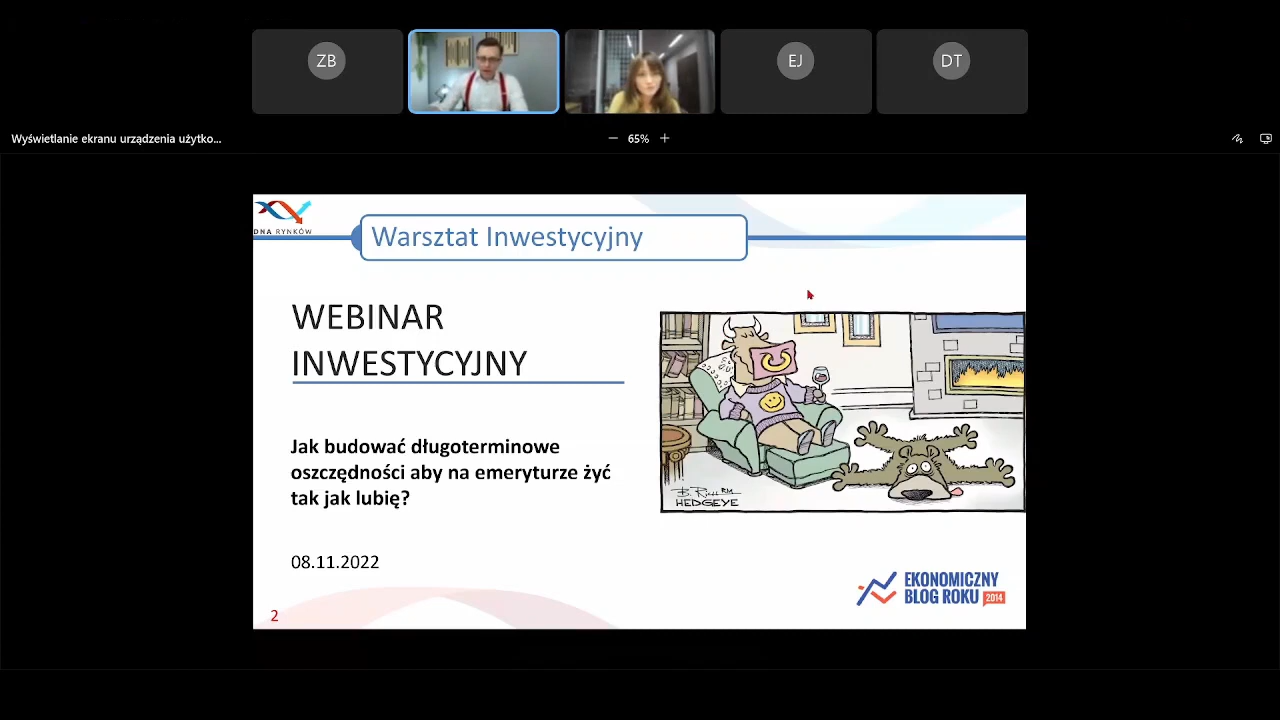 ZB
EJ
DT
Wyświetlanie ekranu urządzenia użytko...
65%
DNA RYNKÓW
Warsztat Inwestycyjny
WEBINAR
INWESTYCYJNY
Jak budować długoterminowe
oszczędności aby na emeryturze żyć
tak jak lubię?
08.11.2022
HEDGEYE
EKONOMICZNY
BLOG ROKU 2014
2